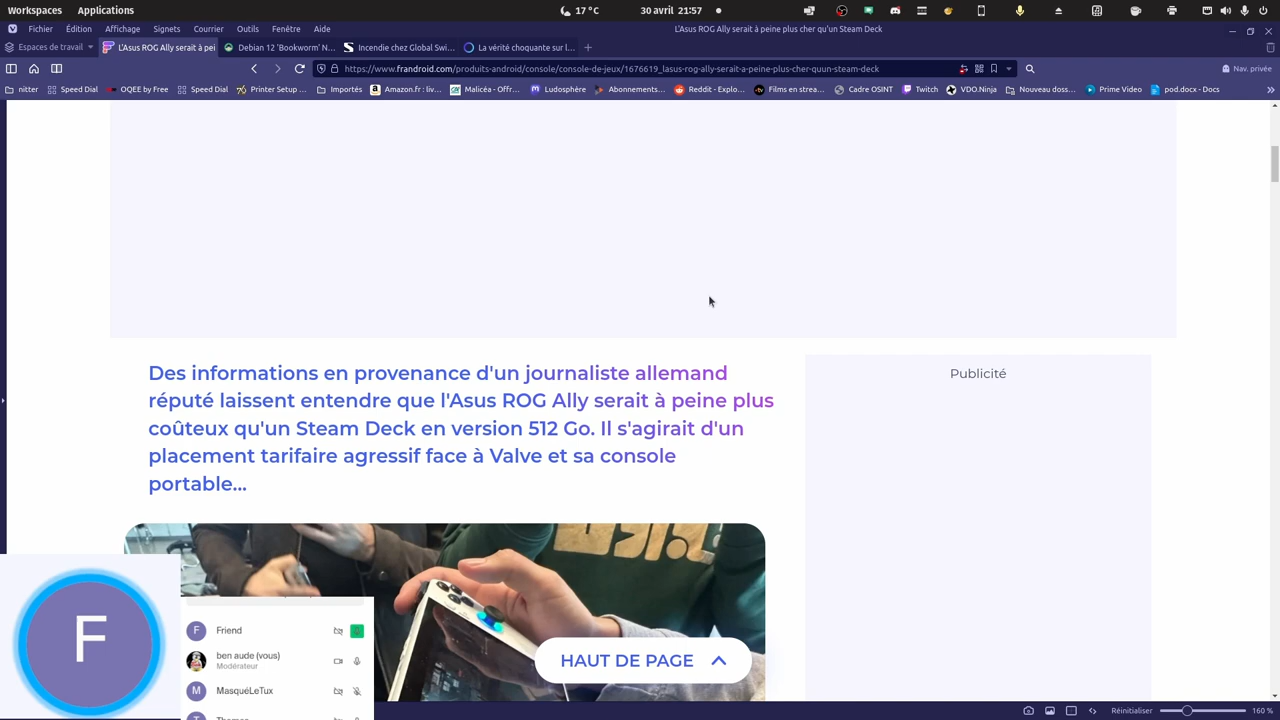 Workspaces Applications 17 °C 30 avril 21:57
Fichier Édition Affichage Signets Courrier Outils Fenêtre Aide L'Asus ROG Ally serait à peine plus cher qu'un Steam Deck
Espaces de travail L'Asus ROG Ally serait à pei Debian 12 'Bookworm' N... Incendie chez Global Swi... La vérité choquante sur l...
https://www.frandroid.com/produits-android/console/console-de-jeux/1676619_lasus-rog-ally-serait-a-peine-plus-cher-quun-steam-deck Nav. privée
nitter Speed Dial OQEE by Free Speed Dial Printer Setup ... Importés Amazon.fr : liv... Malicéa - Offr... Ludosphère Abonnements... Reddit - Explo... Films en strea... Cadre OSINT Twitch VDO.Ninja Nouveau doss... Prime Video pod.docx - Docs
Des informations en provenance d'un journaliste allemand
réputé laissent entendre que l'Asus ROG Ally serait à peine plus
coûteux qu'un Steam Deck en version 512 Go. Il s'agirait d'un
placement tarifaire agressif face à Valve et sa console
portable...
Publicité
HAUT DE PAGE
F
F Friend
ben aude (vous)
Modérateur
M MasquéLeTux
Réinitialiser 160 %